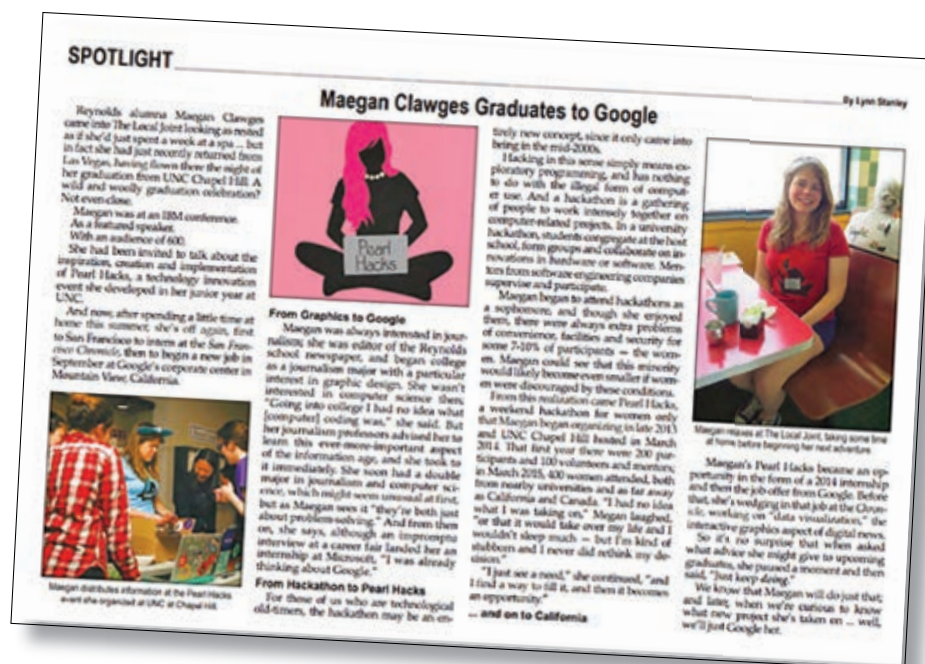 SPOTLIGHT
By Lynn Stanley
Maegan Clawges Graduates to Google
Reynolds alumna Maegan Clawges
came into The Local Joint looking as rested
as if she'd just spent a week at a spa ... but
in fact she had just recently returned from
Las Vegas, having flown there the night of
her graduation from UNC Chapel Hill. A
wild and woolly graduation celebration?
Not even close.
Maegan was at an IBM conference.
As a featured speaker.
With an audience of 600.
She had been invited to talk about the
inspiration, creation and implementation
of Pearl Hacks, a technology innovation
event she developed in her junior year at
UNC.
And now, after spending a little time at
home this summer, she's off again, first
to San Francisco to intern at the San Fran-
cisco Chronicle, then to begin a new job in
September at Google's corporate center in
Mountain View, California.
Maegan distributes information at the Pearl Hacks
event she organized at UNC at Chapel Hill.
Pearl
Hacks
From Graphics to Google
Maegan was always interested in jour-
nalism; she was editor of the Reynolds
school newspaper, and began college
as a journalism major with a particular
interest in graphic design. She wasn't
interested in computer science then.
"Going into college I had no idea what
[computer] coding was," she said. But
her journalism professors advised her to
learn this ever-more-important aspect
of the information age, and she took to
it immediately. She soon had a double
major in journalism and computer sci-
ence, which might seem unusual at first,
but as Maegan sees it "they're both just
about problem-solving." And from then
on, she says, although an impromptu
interview at a career fair landed her an
internship at Microsoft, "I was already
thinking about Google."
From Hackathon to Pearl Hacks
For those of us who are technological
old-timers, the hackathon may be an en-
tirely new concept, since it only came into
being in the mid-2000s.
Hacking in this sense simply means ex-
ploratory programming, and has nothing
to do with the illegal form of comput-
er use. And a hackathon is a gathering
of people to work intensely together on
computer-related projects. In a university
hackathon, students congregate at the host
school, form groups and collaborate on in-
novations in hardware or software. Men-
tors from software engineering companies
supervise and participate.
Maegan began to attend hackathons as
a sophomore, and though she enjoyed
them, there were always extra problems
of convenience, facilities and security for
some 7-10% of participants — the wom-
en. Maegan could see that this minority
would likely become even smaller if wom-
en were discouraged by these conditions.
From this realization came Pearl Hacks,
a weekend hackathon for women only
that Maegan began organizing in late 2013
and UNC Chapel Hill hosted in March
2014. That first year there were 200 par-
ticipants and 100 volunteers and mentors;
in March 2015, 400 women attended, both
from nearby universities and as far away
as California and Canada. "I had no idea
what I was taking on," Maegan laughed,
"or that it would take over my life and I
wouldn't sleep much — but I'm kind of
stubborn and I never did rethink my de-
cision."
"I just see a need," she continued, "and
I find a way to fill it, and then it becomes
an opportunity."
... and on to California
Maegan relaxes at The Local Joint, taking some time
at home before beginning her next adventure
Maegan's Pearl Hacks became an op-
portunity in the form of a 2014 internship
and then the job offer from Google. Before
that, she's wedging in that job at the Chron-
icle, working on "data visualization," the
interactive graphics aspect of digital news.
So it's no surprise that when asked
what advice she might give to upcoming
graduates, she paused a moment and then
said, "Just keep doing."
We know that Maegan will do just that;
and later, when we're curious to know
what new project she's taken on ... well,
we'll just Google her.